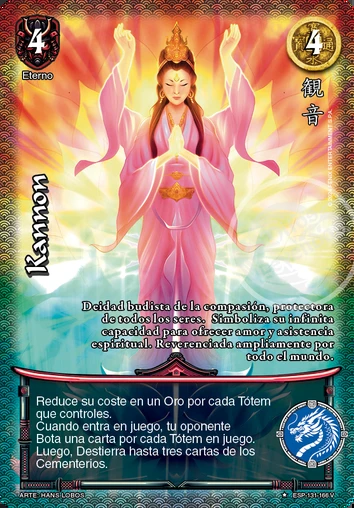 4
Eterno
4
観音
Kannon
Deidad budista de la compasión, protectora
de todos los seres. Simboliza su infinita
capacidad para ofrecer amor y asistencia
espiritual. Reverenciada ampliamente por
todo el mundo.
Reduce su coste en un Oro por cada Tótem
que controles.
Cuando entra en juego, tu oponente
Bota una carta por cada Tótem en juego.
Luego, Destierra hasta tres cartas de los
Cementerios.
ARTE: HANS LOBOS
ESP-131-166 V